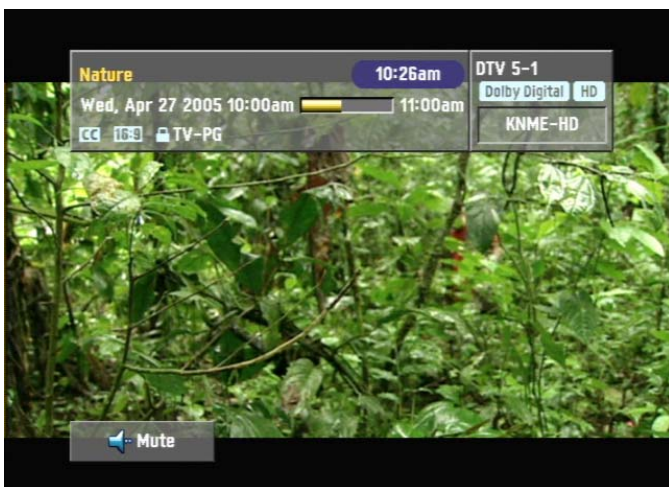 Nature
10:26am
Wed, Apr 27 2005 10:00am 11:00am
CC 16:9 TV-PG
DTV 5-1
Dolby Digital HD
KNME-HD
Mute